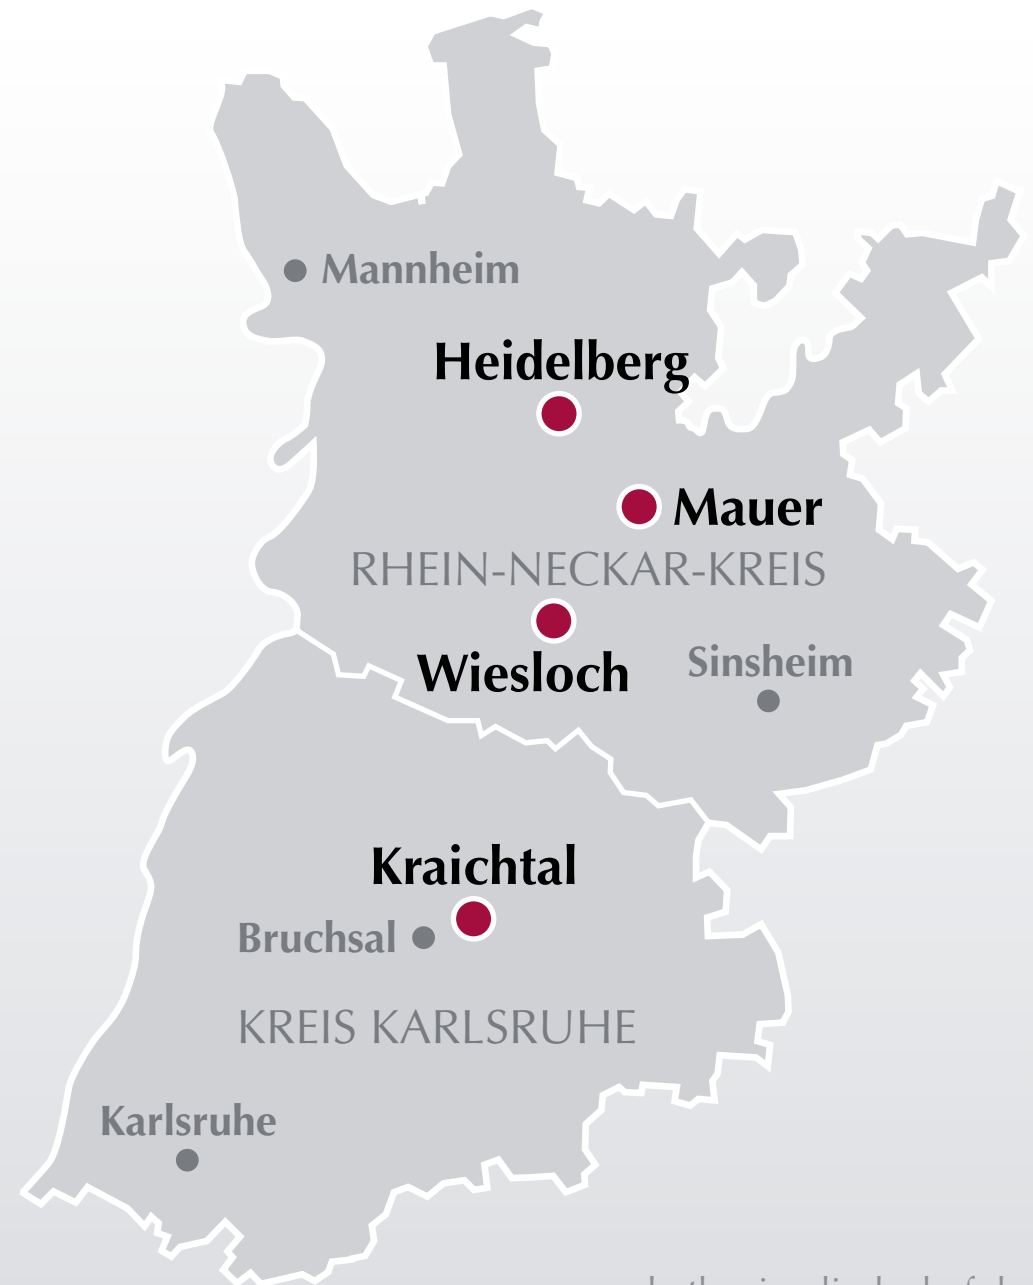 Mannheim
Heidelberg
Mauer
RHEIN-NECKAR-KREIS
Wiesloch
Sinsheim
Kraichtal
Bruchsal
KREIS KARLSRUHE
Karlsruhe